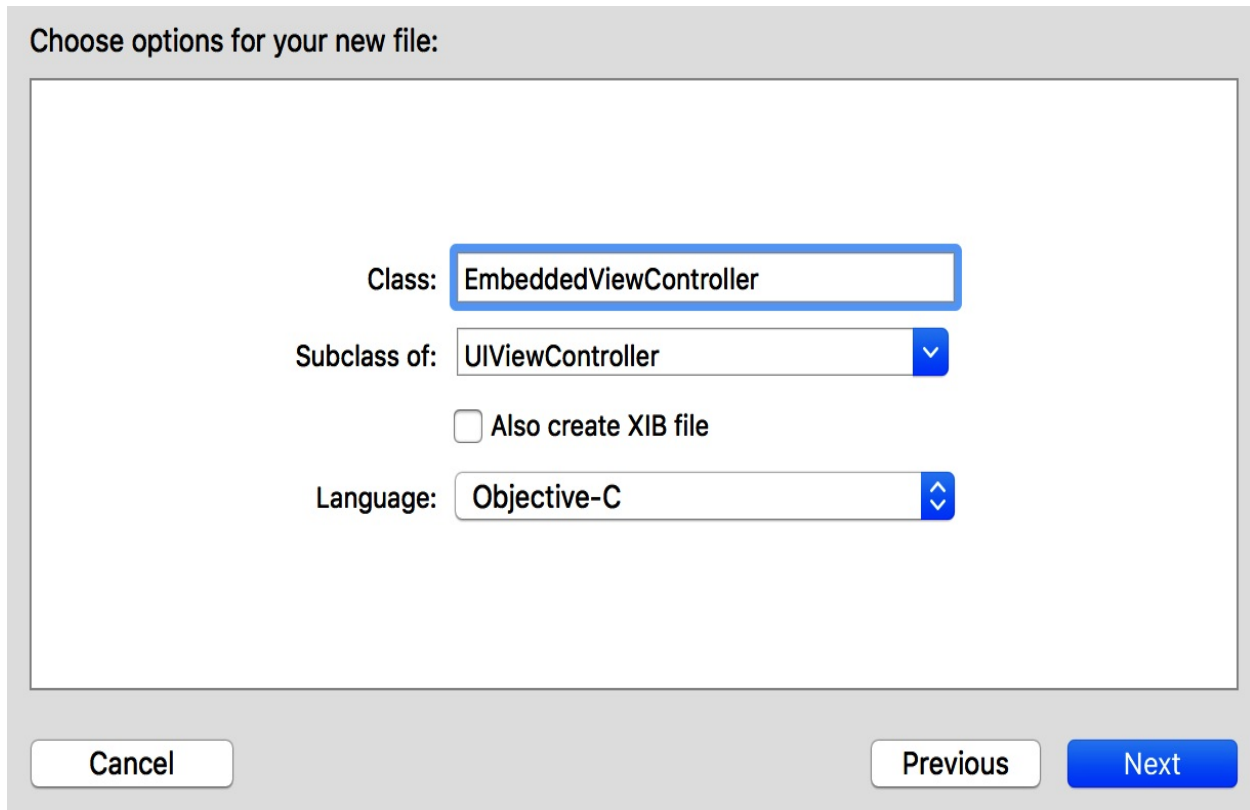 Choose options for your new file:
Class: EmbeddedViewController
Subclass of: UIViewController
Also create XIB file
Language: Objective-C
Cancel Previous Next